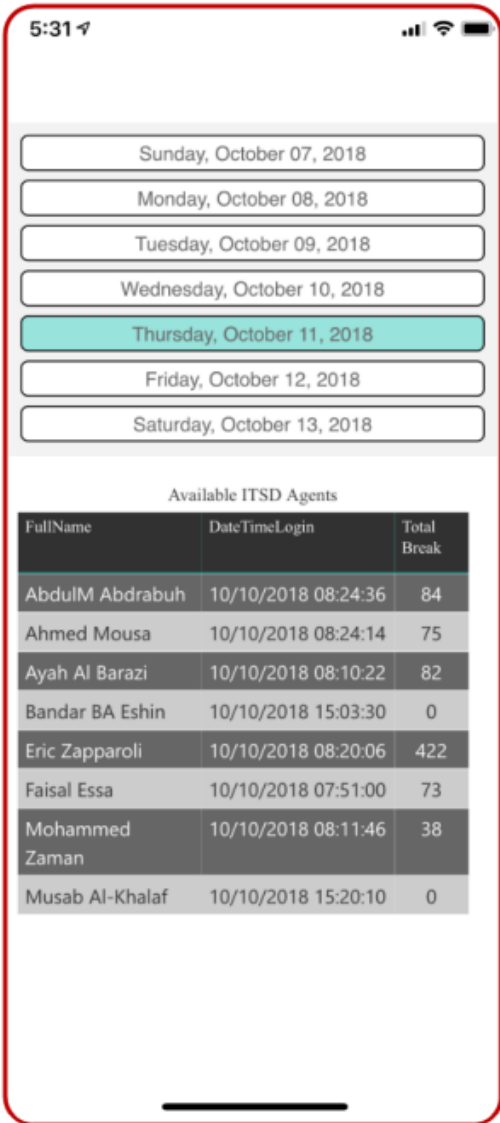 5:31
Sunday, October 07, 2018
Monday, October 08, 2018
Tuesday, October 09, 2018
Wednesday, October 10, 2018
Thursday, October 11, 2018
Friday, October 12, 2018
Saturday, October 13, 2018
Available ITSD Agents
FullName DateTimeLogin Total
Break
AbdulM Abdrabuh 10/10/2018 08:24:36 84
Ahmed Mousa 10/10/2018 08:24:14 75
Ayah Al Barazi 10/10/2018 08:10:22 82
Bandar BA Eshin 10/10/2018 15:03:30 0
Eric Zapparoli 10/10/2018 08:20:06 422
Faisal Essa 10/10/2018 07:51:00 73
Mohammed 10/10/2018 08:11:46 38
Zaman
Musab Al-Khalaf 10/10/2018 15:20:10 0